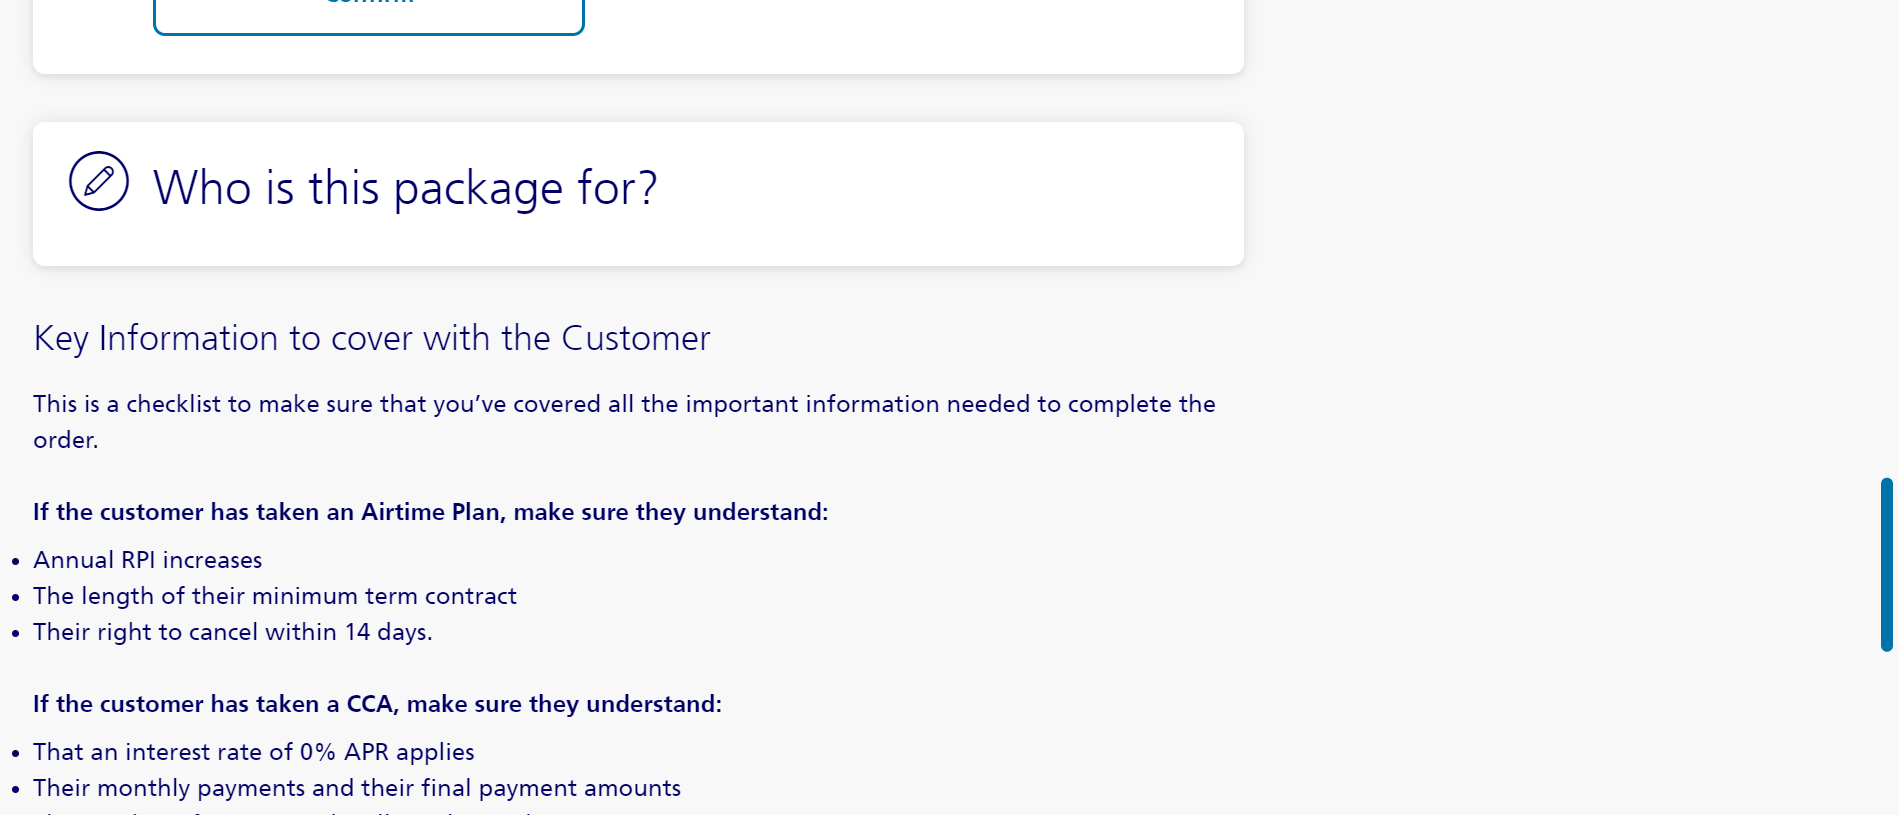 Who is this package for?
Key Information to cover with the Customer
This is a checklist to make sure that you’ve covered all the important information needed to complete the
order.
If the customer has taken an Airtime Plan, make sure they understand:
• Annual RPI increases
• The length of their minimum term contract
• Their right to cancel within 14 days.
If the customer has taken a CCA, make sure they understand:
• That an interest rate of 0% APR applies
• Their monthly payments and their final payment amounts